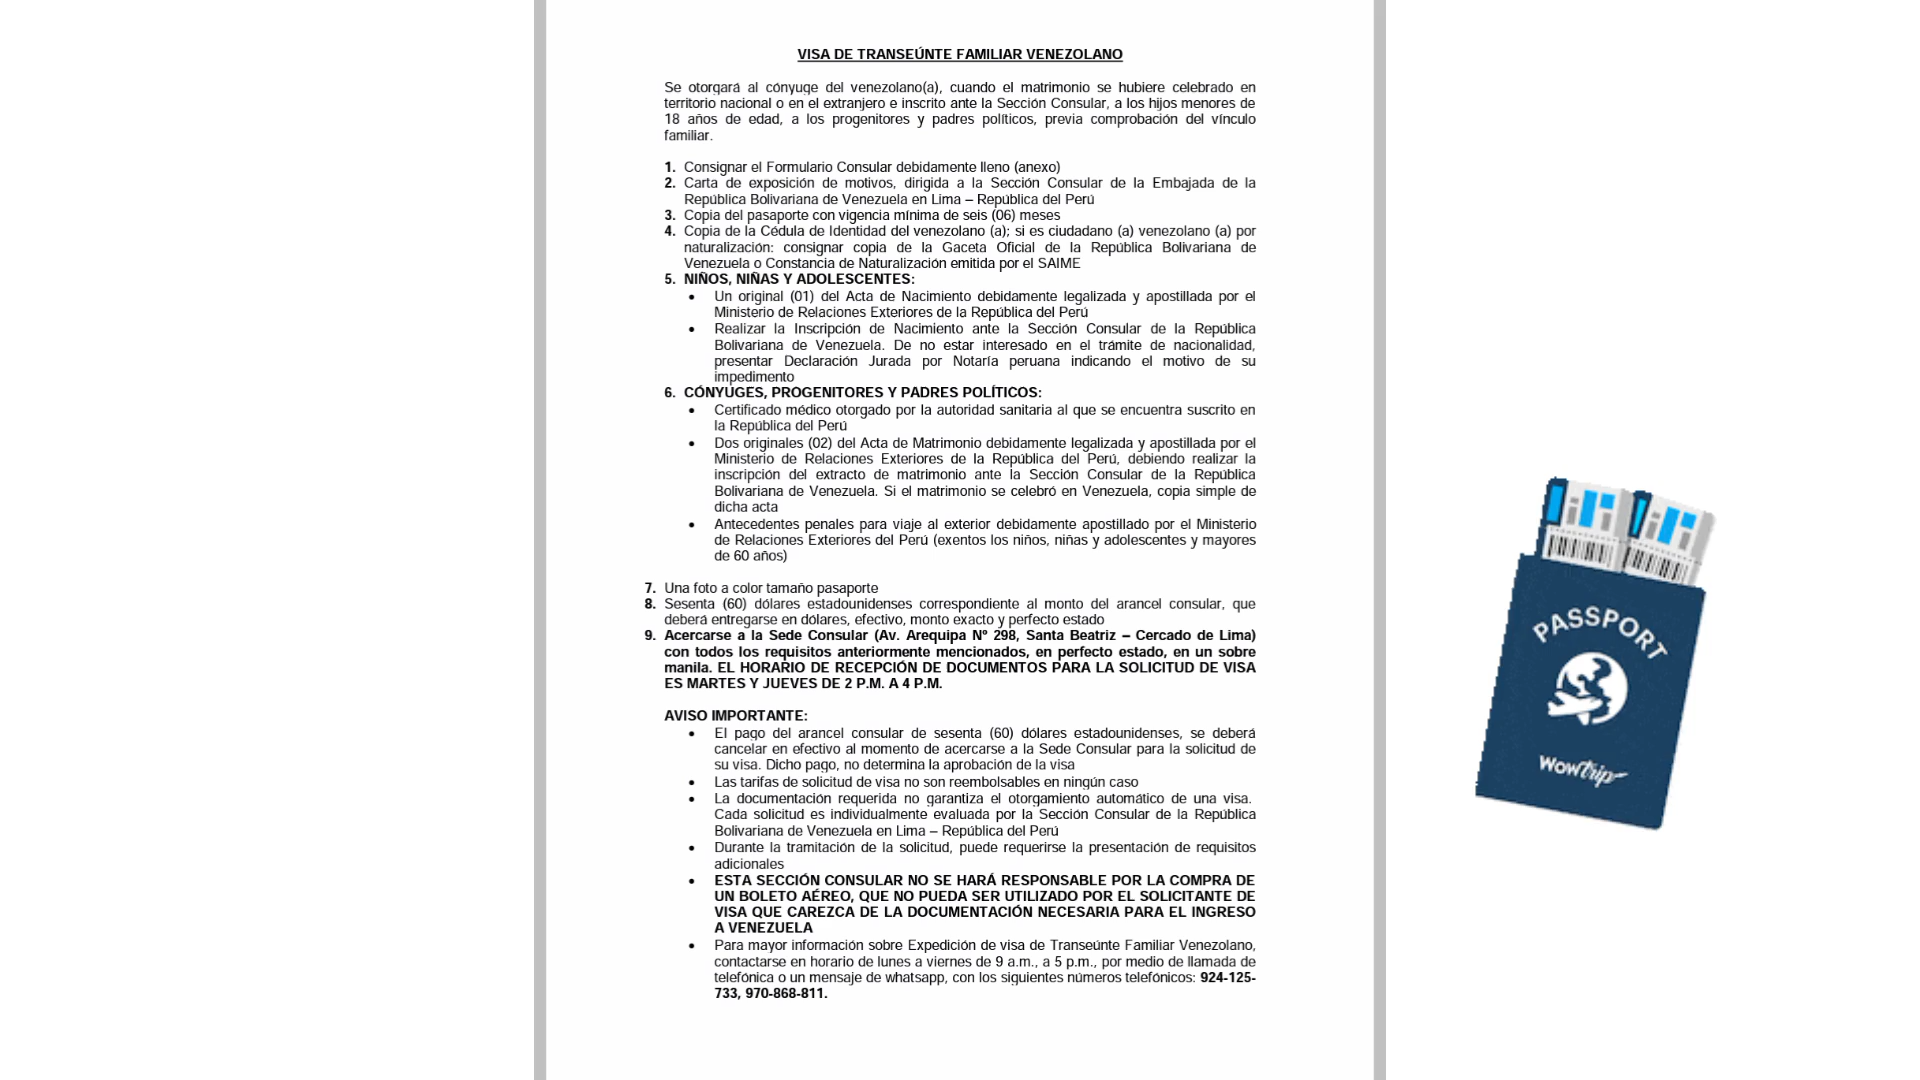 VISA DE TRANSEÚNTE FAMILIAR VENEZOLANO
Se otorgará al cónyuge del venezolano(a), cuando el matrimonio se hubiere celebrado en
territorio nacional o en el extranjero e inscrito ante la Sección Consular, a los hijos menores de
18 años de edad, a los progenitores y padres políticos, previa comprobación del vínculo
familiar.
1. Consignar el Formulario Consular debidamente lleno (anexo)
2. Carta de exposición de motivos, dirigida a la Sección Consular de la Embajada de la
República Bolivariana de Venezuela en Lima – República del Perú
3. Copia del pasaporte con vigencia mínima de seis (06) meses
4. Copia de la Cédula de Identidad del venezolano (a); si es ciudadano (a) venezolano (a) por
naturalización: consignar copia de la Gaceta Oficial de la República Bolivariana de
Venezuela o Constancia de Naturalización emitida por el SAIME
5. NIÑOS, NIÑAS Y ADOLESCENTES:
• Un original (01) del Acta de Nacimiento debidamente legalizada y apostillada por el
Ministerio de Relaciones Exteriores de la República del Perú
• Realizar la Inscripción de Nacimiento ante la Sección Consular de la República
Bolivariana de Venezuela. De no estar interesado en el trámite de nacionalidad,
presentar Declaración Jurada por Notaría peruana indicando el motivo de su
impedimento
6. CÓNYUGES, PROGENITORES Y PADRES POLÍTICOS:
• Certificado médico otorgado por la autoridad sanitaria al que se encuentra suscrito en
la República del Perú
• Dos originales (02) del Acta de Matrimonio debidamente legalizada y apostillada por el
Ministerio de Relaciones Exteriores de la República del Perú, debiendo realizar la
inscripción del extracto de matrimonio ante la Sección Consular de la República
Bolivariana de Venezuela. Si el matrimonio se celebró en Venezuela, copia simple de
dicha acta
• Antecedentes penales para viaje al exterior debidamente apostillado por el Ministerio
de Relaciones Exteriores del Perú (exentos los niños, niñas y adolescentes y mayores
de 60 años)
7. Una foto a color tamaño pasaporte
8. Sesenta (60) dólares estadounidenses correspondiente al monto del arancel consular, que
deberá entregarse en dólares, efectivo, monto exacto y perfecto estado
9. Acercarse a la Sede Consular (Av. Arequipa Nº 298, Santa Beatriz – Cercado de Lima)
con todos los requisitos anteriormente mencionados, en perfecto estado, en un sobre
manila. EL HORARIO DE RECEPCIÓN DE DOCUMENTOS PARA LA SOLICITUD DE VISA
ES MARTES Y JUEVES DE 2 P.M. A 4 P.M.
AVISO IMPORTANTE:
• El pago del arancel consular de sesenta (60) dólares estadounidenses, se deberá
cancelar en efectivo al momento de acercarse a la Sede Consular para la solicitud de
su visa. Dicho pago, no determina la aprobación de la visa
• Las tarifas de solicitud de visa no son reembolsables en ningún caso
• La documentación requerida no garantiza el otorgamiento automático de una visa.
Cada solicitud es individualmente evaluada por la Sección Consular de la República
Bolivariana de Venezuela en Lima – República del Perú
• Durante la tramitación de la solicitud, puede requerirse la presentación de requisitos
adicionales
• ESTA SECCIÓN CONSULAR NO SE HARÁ RESPONSABLE POR LA COMPRA DE
UN BOLETO AÉREO, QUE NO PUEDA SER UTILIZADO POR EL SOLICITANTE DE
VISA QUE CAREZCA DE LA DOCUMENTACIÓN NECESARIA PARA EL INGRESO
A VENEZUELA
• Para mayor información sobre Expedición de visa de Transeúnte Familiar Venezolano,
contactarse en horario de lunes a viernes de 9 a.m., a 5 p.m., por medio de llamada de
telefónica o un mensaje de whatsapp, con los siguientes números telefónicos: 924-125-
733, 970-868-811.
PASSPORT
WOWtrip